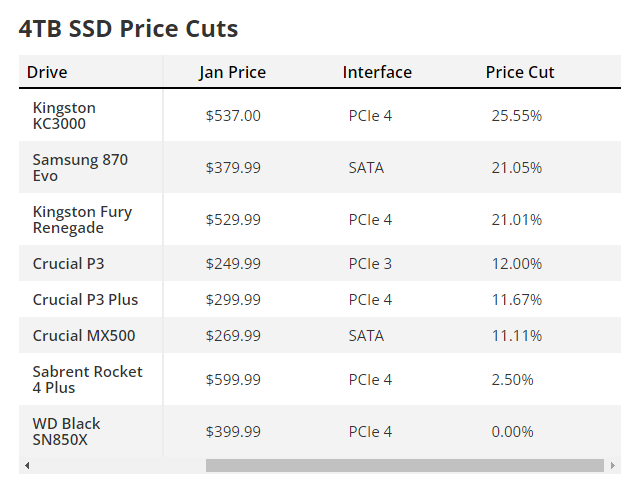 4TB SSD Price Cuts
Drive Jan Price Interface Price Cut
Kingston
KC3000 $537.00 PCIe 4 25.55%
Samsung 870
Evo $379.99 SATA 21.05%
Kingston Fury
Renegade $529.99 PCIe 4 21.01%
Crucial P3 $249.99 PCIe 3 12.00%
Crucial P3 Plus $299.99 PCIe 4 11.67%
Crucial MX500 $269.99 SATA 11.11%
Sabrent Rocket
4 Plus $599.99 PCIe 4 2.50%
WD Black
SN850X $399.99 PCIe 4 0.00%